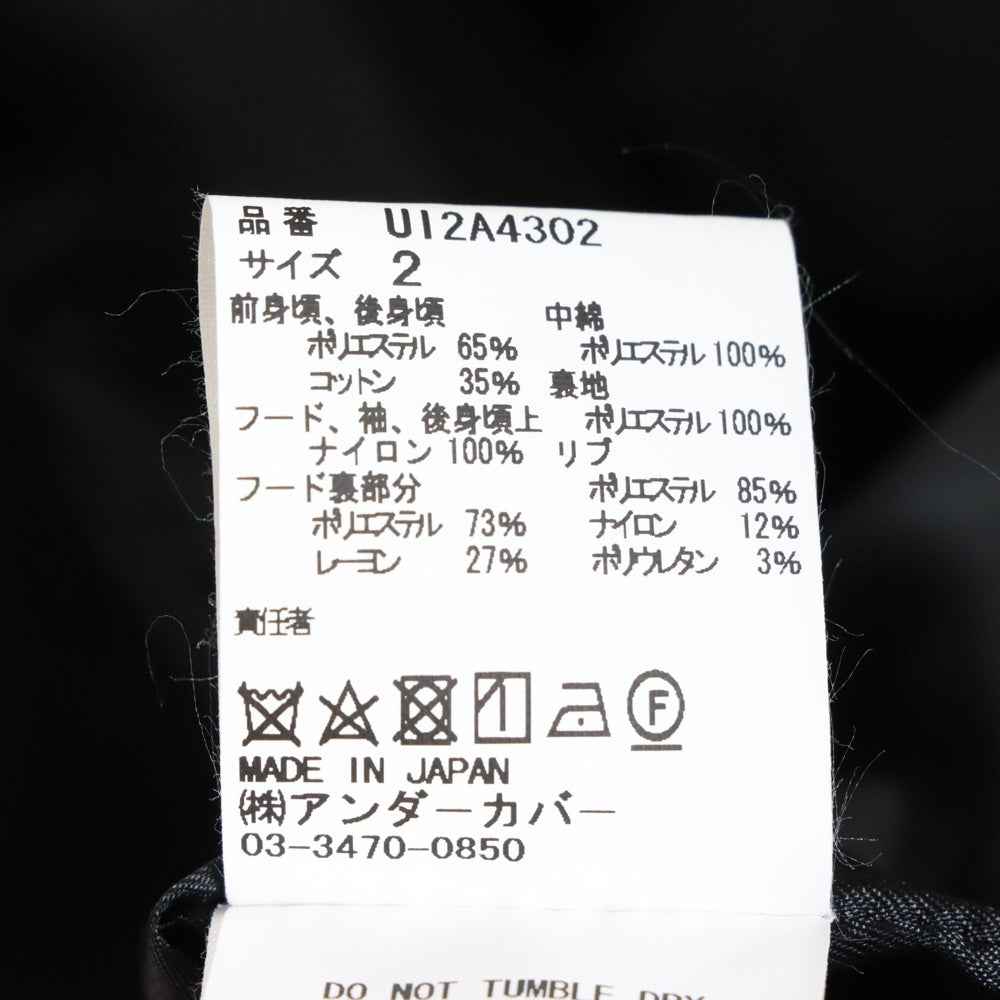 品番 UI2A4302
サイズ 2
前身頃、後身頃
ポリエステル 65%
コットン 35%
フード、袖、後身頃上
ナイロン 100%
フード裏部分
ポリエステル 73%
レーヨン 27%
中綿
ポリエステル 100%
裏地
ポリエステル 100%
リブ
ポリエステル 85%
ナイロン 12%
ポリウレタン 3%
責任者
F
MADE IN JAPAN
(株)アンダーカバー
03-3470-0850
DO NOT TUMBLE DRY